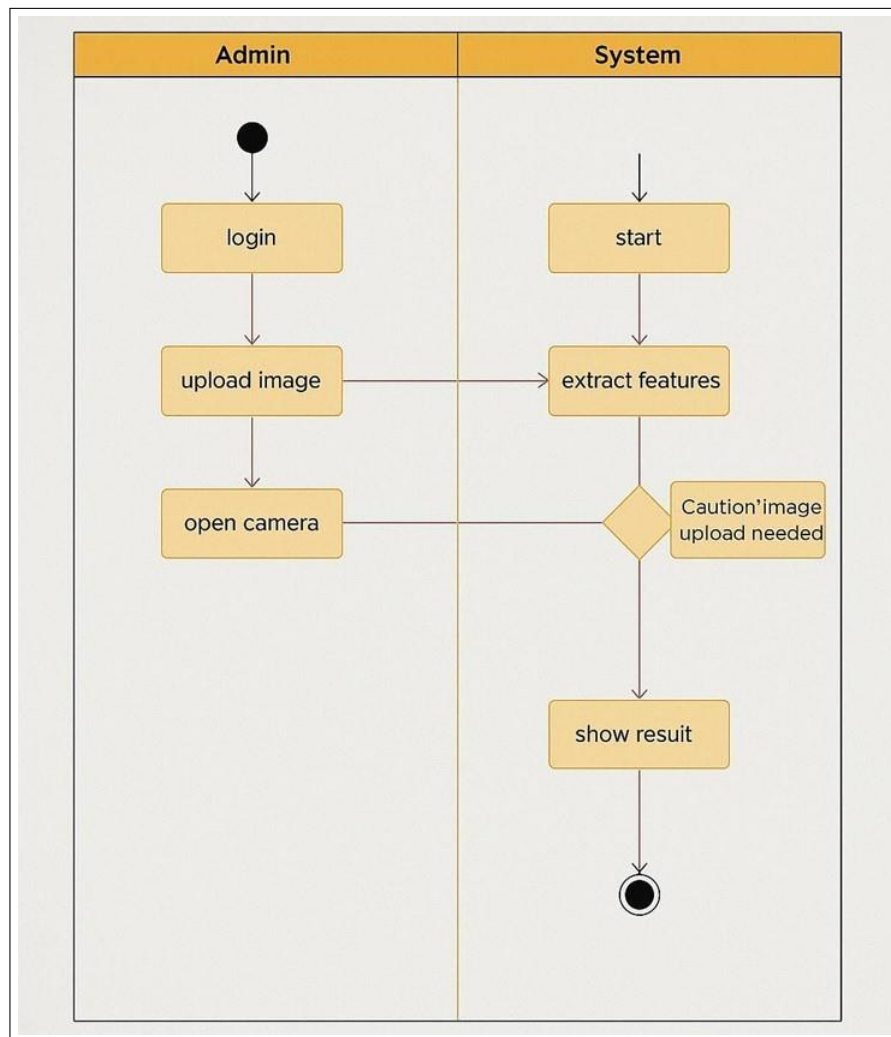 Admin
System
login
start
upload image
extract features
open camera
Caution'image
upload needed
show resuit